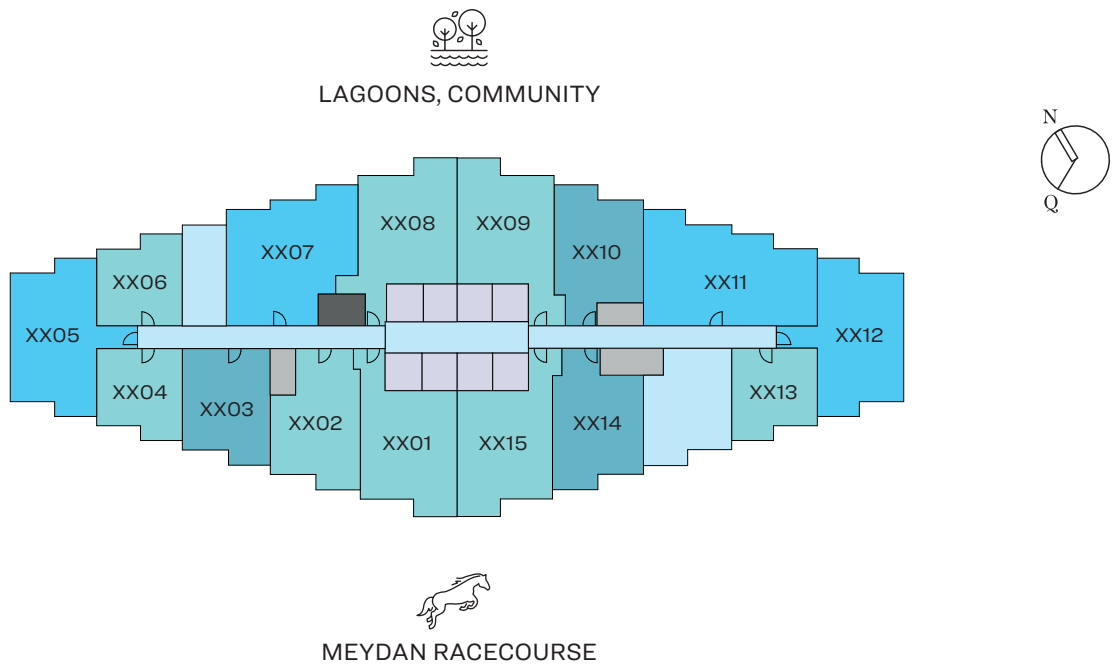 LAGOONS, COMMUNITY
N
Q
XX08
XX09
XX07
XX10
XX06
XX11
XX05
XX12
XX04
XX13
XX03
XX02
XX14
XX01
XX15
MEYDAN RACECOURSE